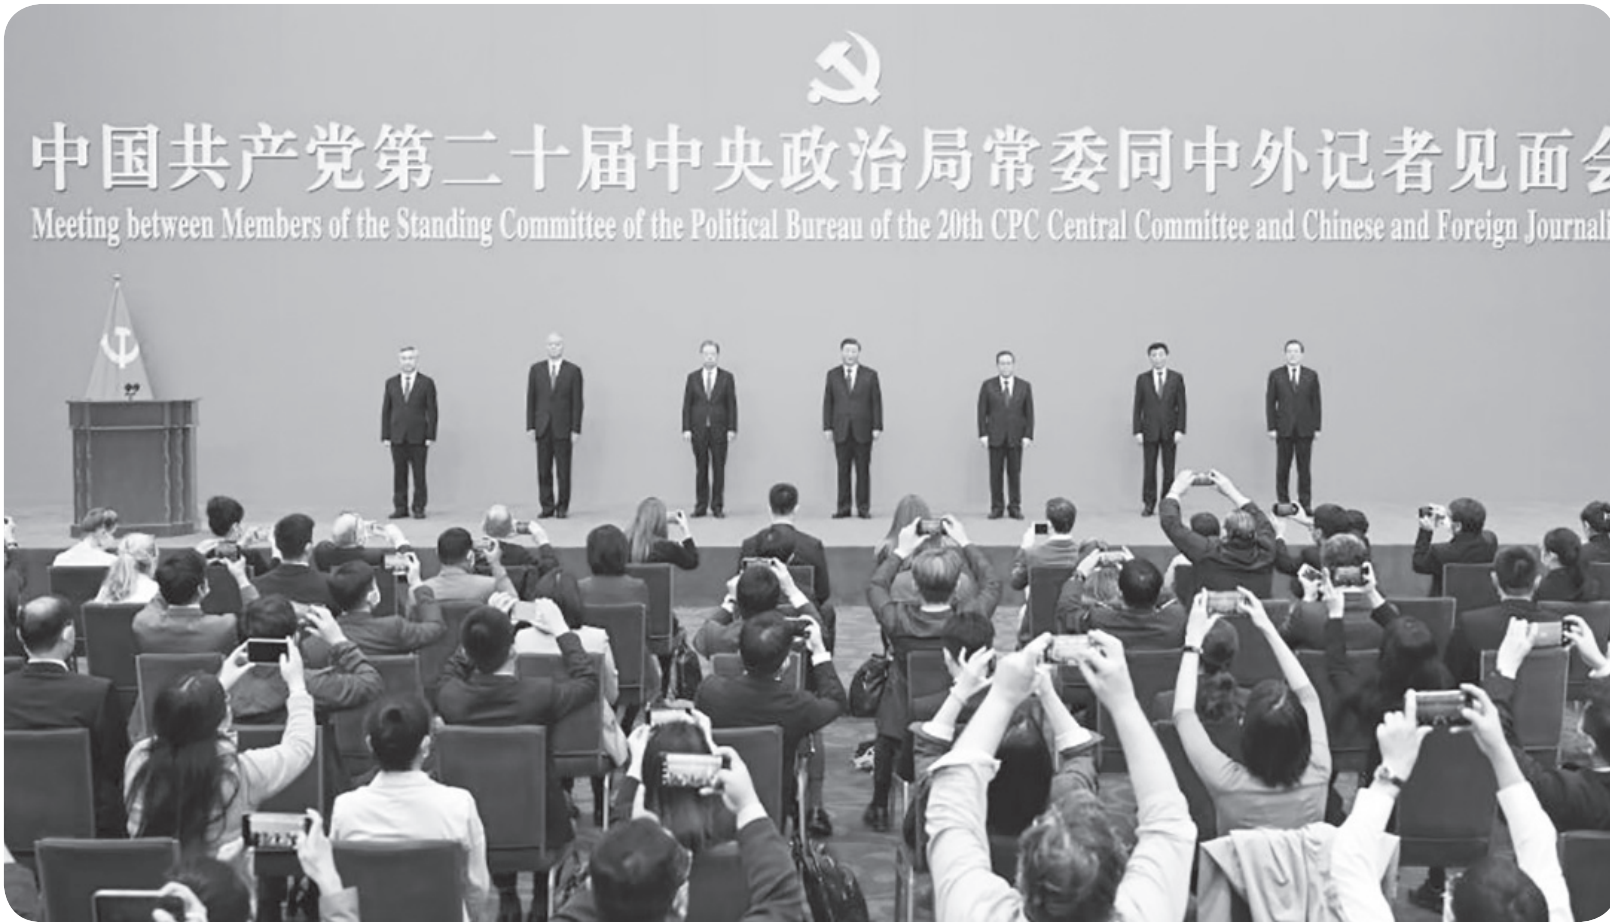 中国共产党第二十届中央政治局常委同中外记者见面会
Meeting between Members of the Standing Committee of the Political Bureau of the 20th CPC Central Committee and Chinese and Foreign Journali